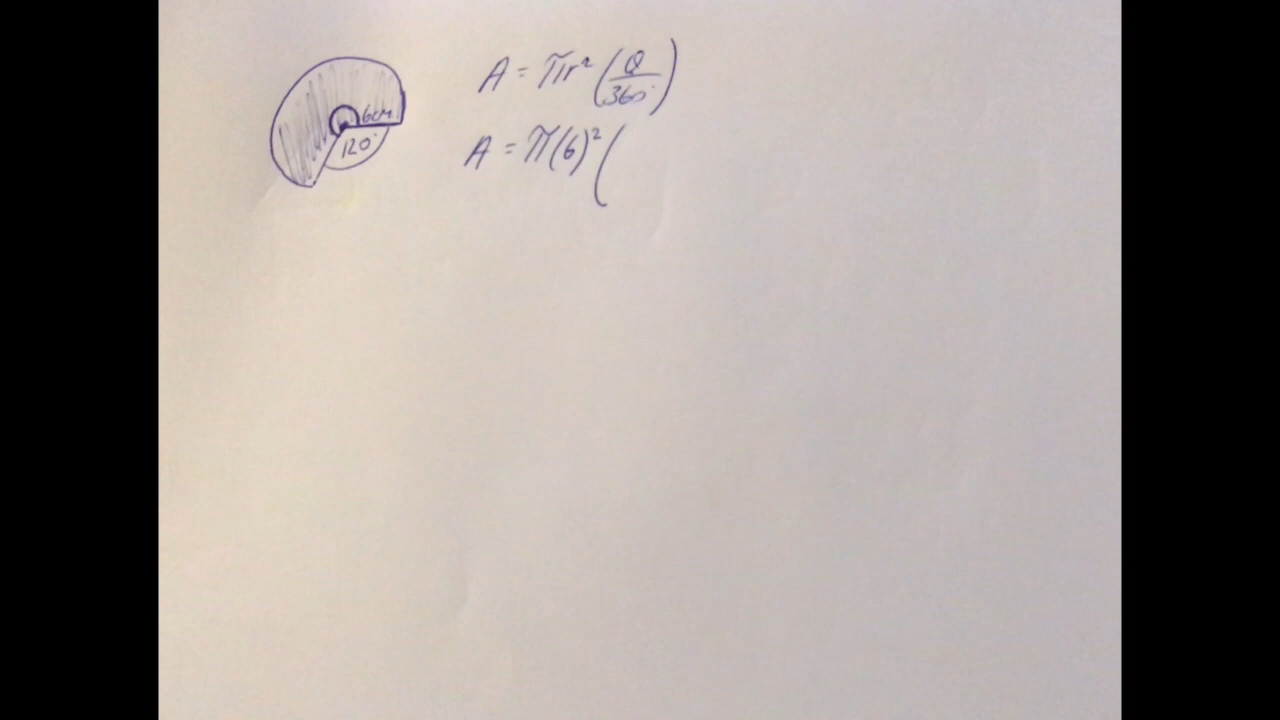 A = πr² (θ/360°)
6cm
120°
A = π(6)² (